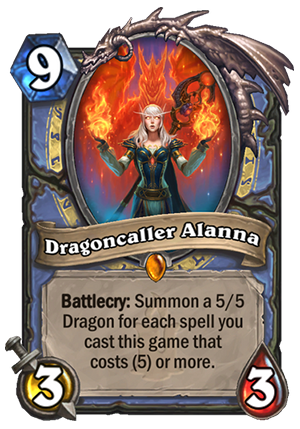 9
Dragoncaller Alanna
Battlecry: Summon a 5/5
Dragon for each spell you
cast this game that
costs (5) or more.
3
3